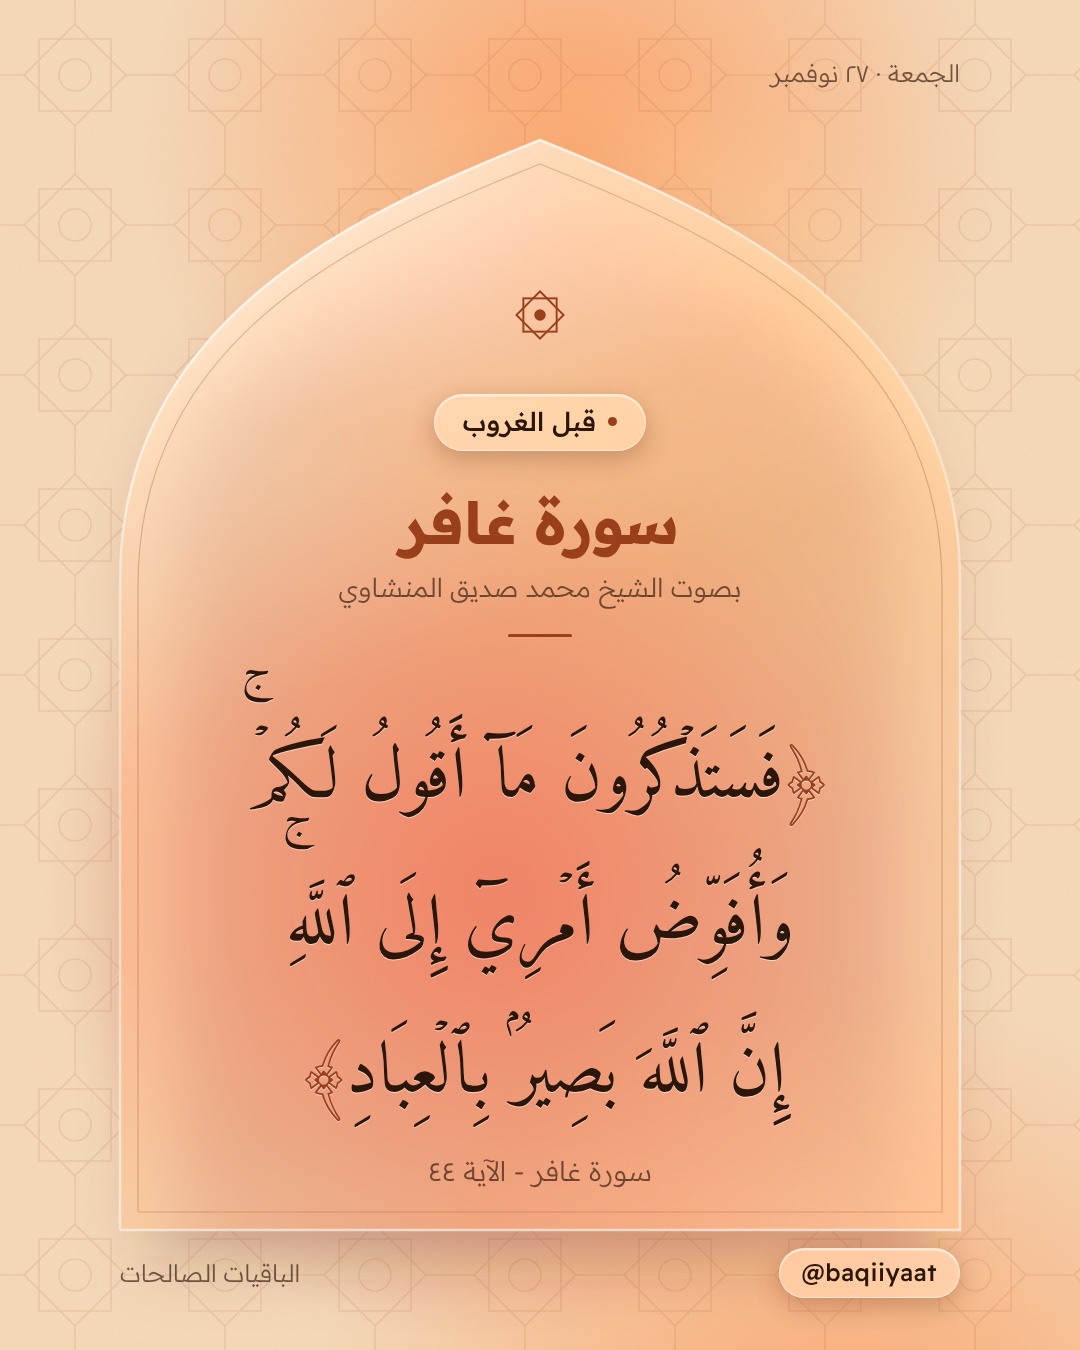 الجمعة · ٢٧ نوفمبر
• قبل الغروب
سورة غافر
بصوت الشيخ محمد صديق المنشاوي
﴿فَسَتَذۡكُرُونَ مَآ أَقُولُ لَكُمۡۚ
وَأُفَوِّضُ أَمۡرِيٓ إِلَى ٱللَّهِۚ
إِنَّ ٱللَّهَ بَصِيرُۢ بِٱلۡعِبَادِ﴾
سورة غافر - الآية ٤٤
@baqiiyaat
الباقيات الصالحات